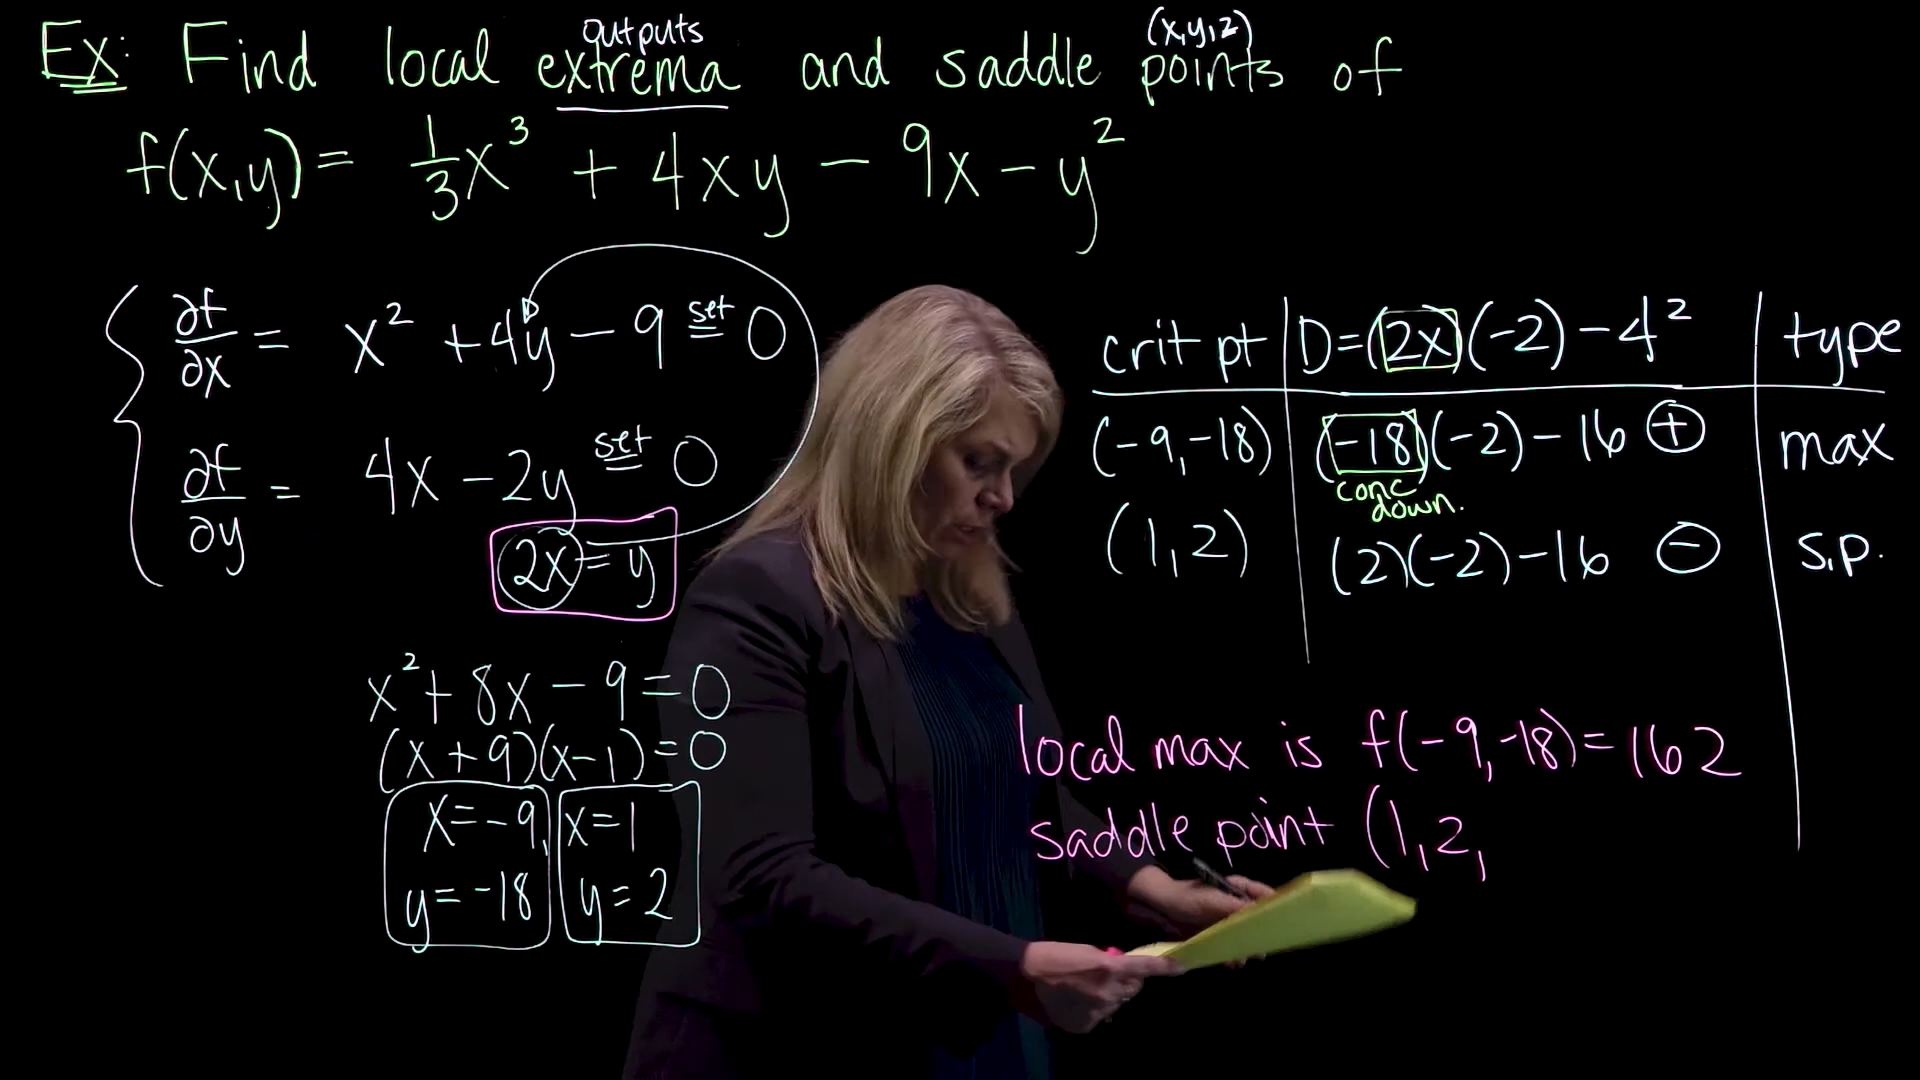 outputs (x,y,z)
Ex: Find local extrema and saddle points of
f(x,y) = 1/3 x³ + 4xy - 9x - y²
∂f/∂x = x² + 4y - 9 set= 0
∂f/∂y = 4x - 2y set= 0
2x = y
x² + 8x - 9 = 0
(x + 9)(x - 1) = 0
x = -9, x = 1
y = -18 y = 2
crit pt | D = (2x)(-2) - 4² | type
(-9, -18) | (-18)(-2) - 16 ⊕ | max
conc down.
(1, 2) | (2)(-2) - 16 ⊖ | s.p.
local max is f(-9, -18) = 162
saddle point (1, 2,